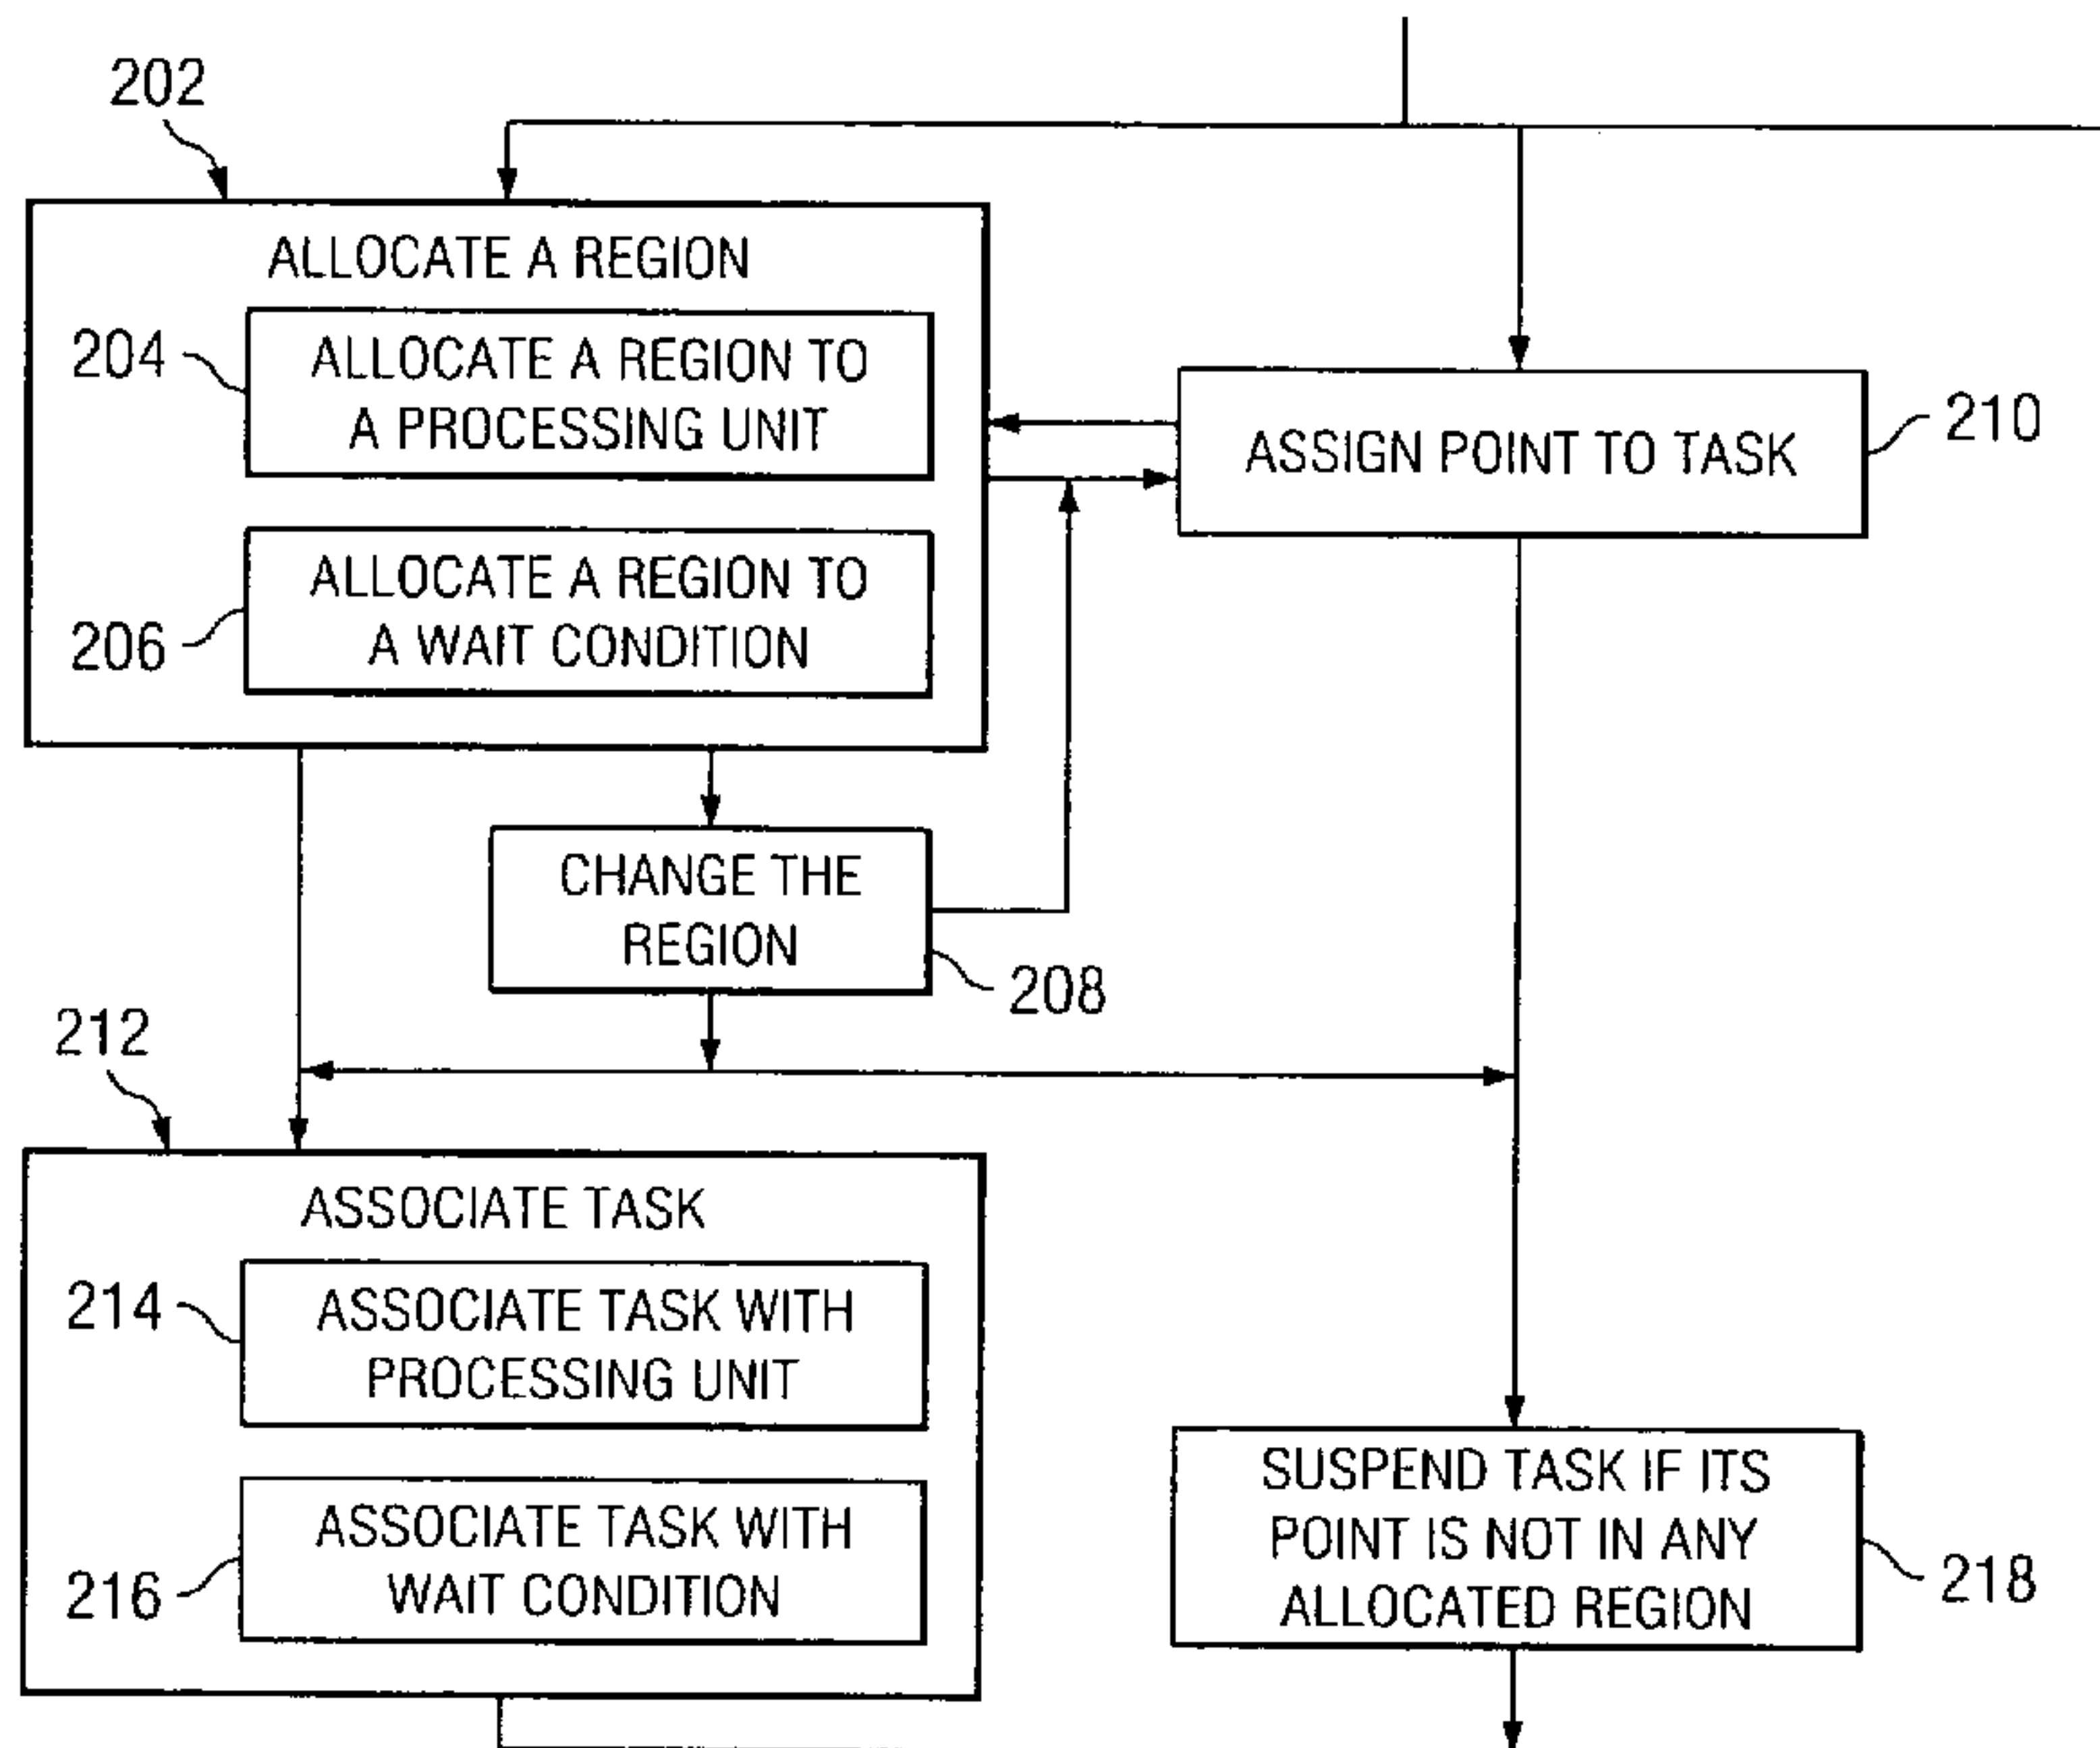 202
ALLOCATE A REGION
204
ALLOCATE A REGION TO
A PROCESSING UNIT
206
ALLOCATE A REGION TO
A WAIT CONDITION
ASSIGN POINT TO TASK
210
CHANGE THE
REGION
208
212
ASSOCIATE TASK
214
ASSOCIATE TASK WITH
PROCESSING UNIT
216
ASSOCIATE TASK WITH
WAIT CONDITION
SUSPEND TASK IF ITS
POINT IS NOT IN ANY
ALLOCATED REGION
218